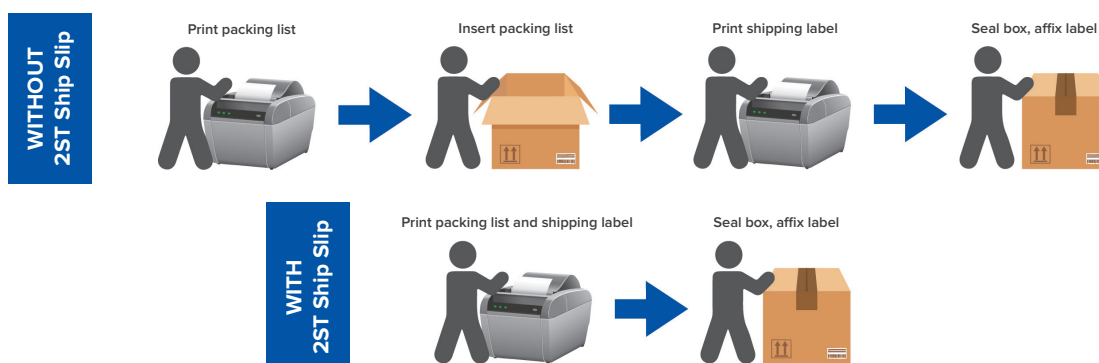 WITHOUT
2ST Ship Slip
Print packing list
Insert packing list
Print shipping label
Seal box, affix label
WITH
2ST Ship Slip
Print packing list and shipping label
Seal box, affix label